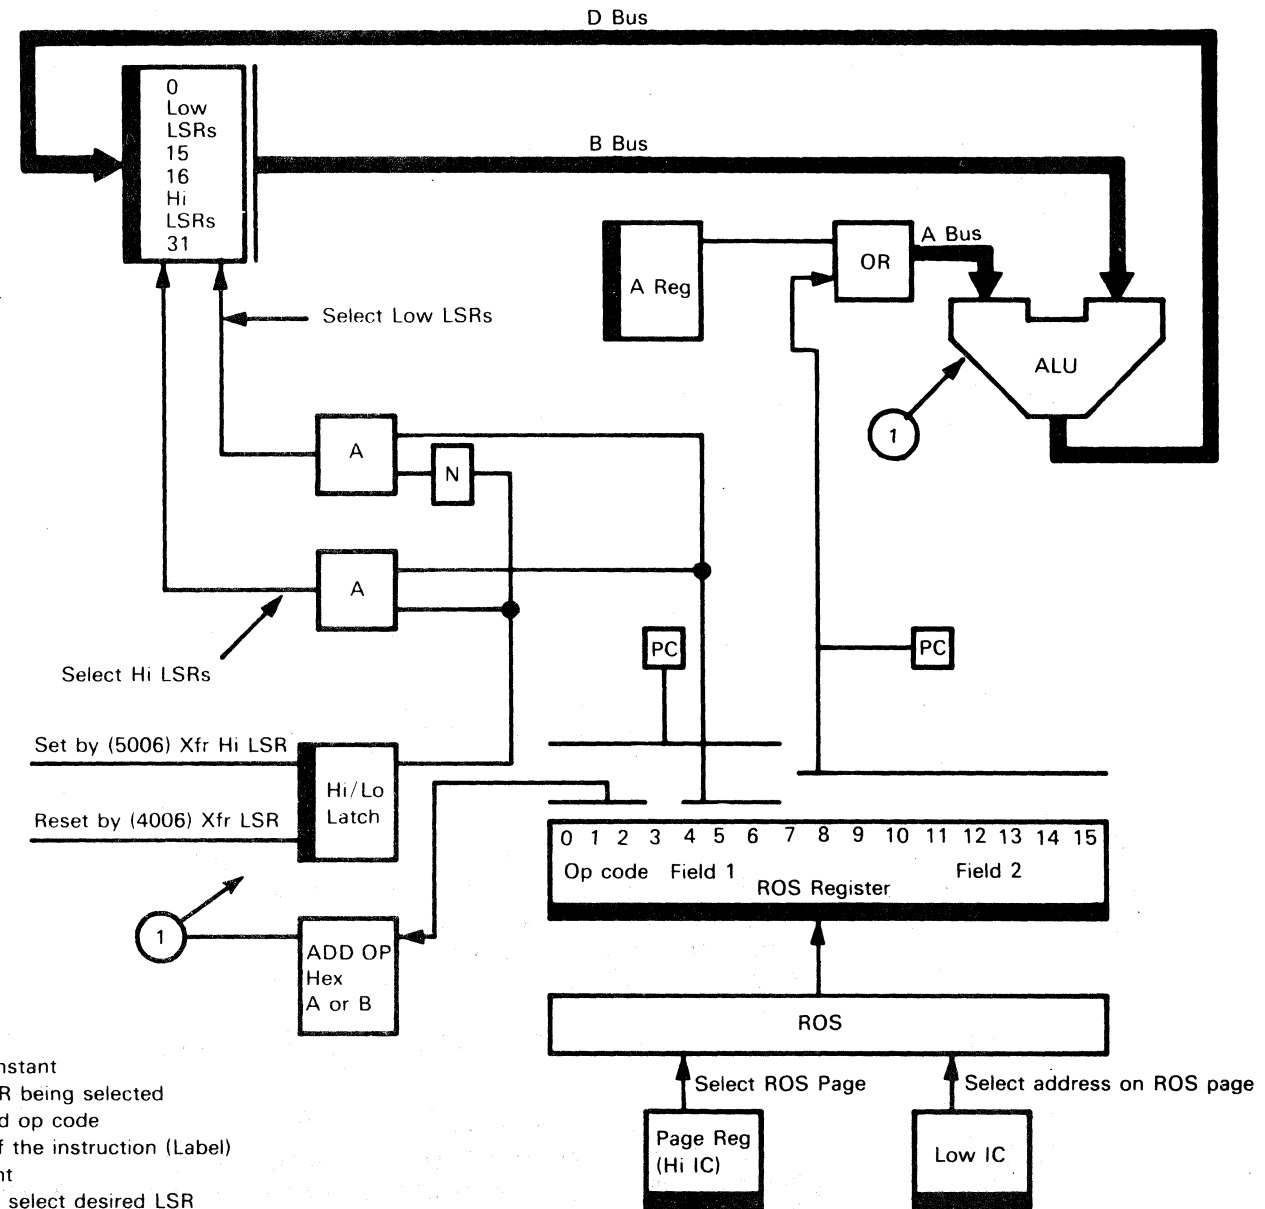 D Bus
0
Low
LSRs
15
16
Hi
LSRs
31
B Bus
A Reg
OR
A Bus
ALU
1
Select Low LSRs
A
N
A
Select Hi LSRs
PC
PC
Set by (5006) Xfr Hi LSR
Reset by (4006) Xfr LSR
Hi/Lo
Latch
0 1 2 3 4 5 6 7 8 9 10 11 12 13 14 15
Op code Field 1 Field 2
ROS Register
1
ADD OP
Hex
A or B
ROS
Select ROS Page
Select address on ROS page
Page Reg
(Hi IC)
Low IC
nstant
R being selected
d op code
f the instruction (Label)
nt
select desired LSR